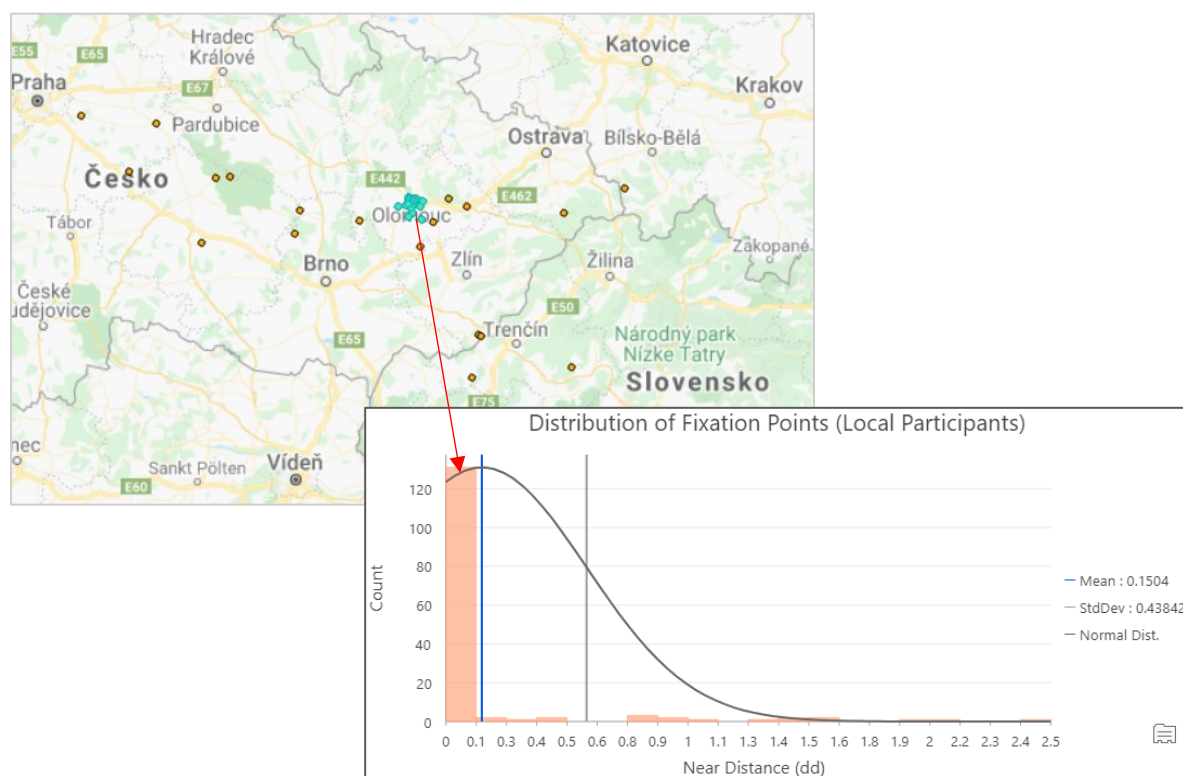 E55
E65
Hradec
Králové
Katovice
Praha
E67
Krakov
Pardubice
Ostrava
Bílsko-Bělá
Česko
E442
E462
Olomouc
Tábor
Zlín
Žilina
Zakopané
Brno
České
udějovice
E50
E65
Trenčín
Národný park
Nízke Tatry
E75
Slovensko
nec
Sankt Pölten
Vídeň
E60
E60
Distribution of Fixation Points (Local Participants)
120
100
80
60
40
20
0
Count
0 0.1 0.3 0.4 0.5 0.6 0.8 0.9 1 1.1 1.3 1.4 1.5 1.6 1.8 1.9 2 2.2 2.3 2.4 2.5
Near Distance (dd)
Mean : 0.1504
StdDev : 0.43842
Normal Dist.